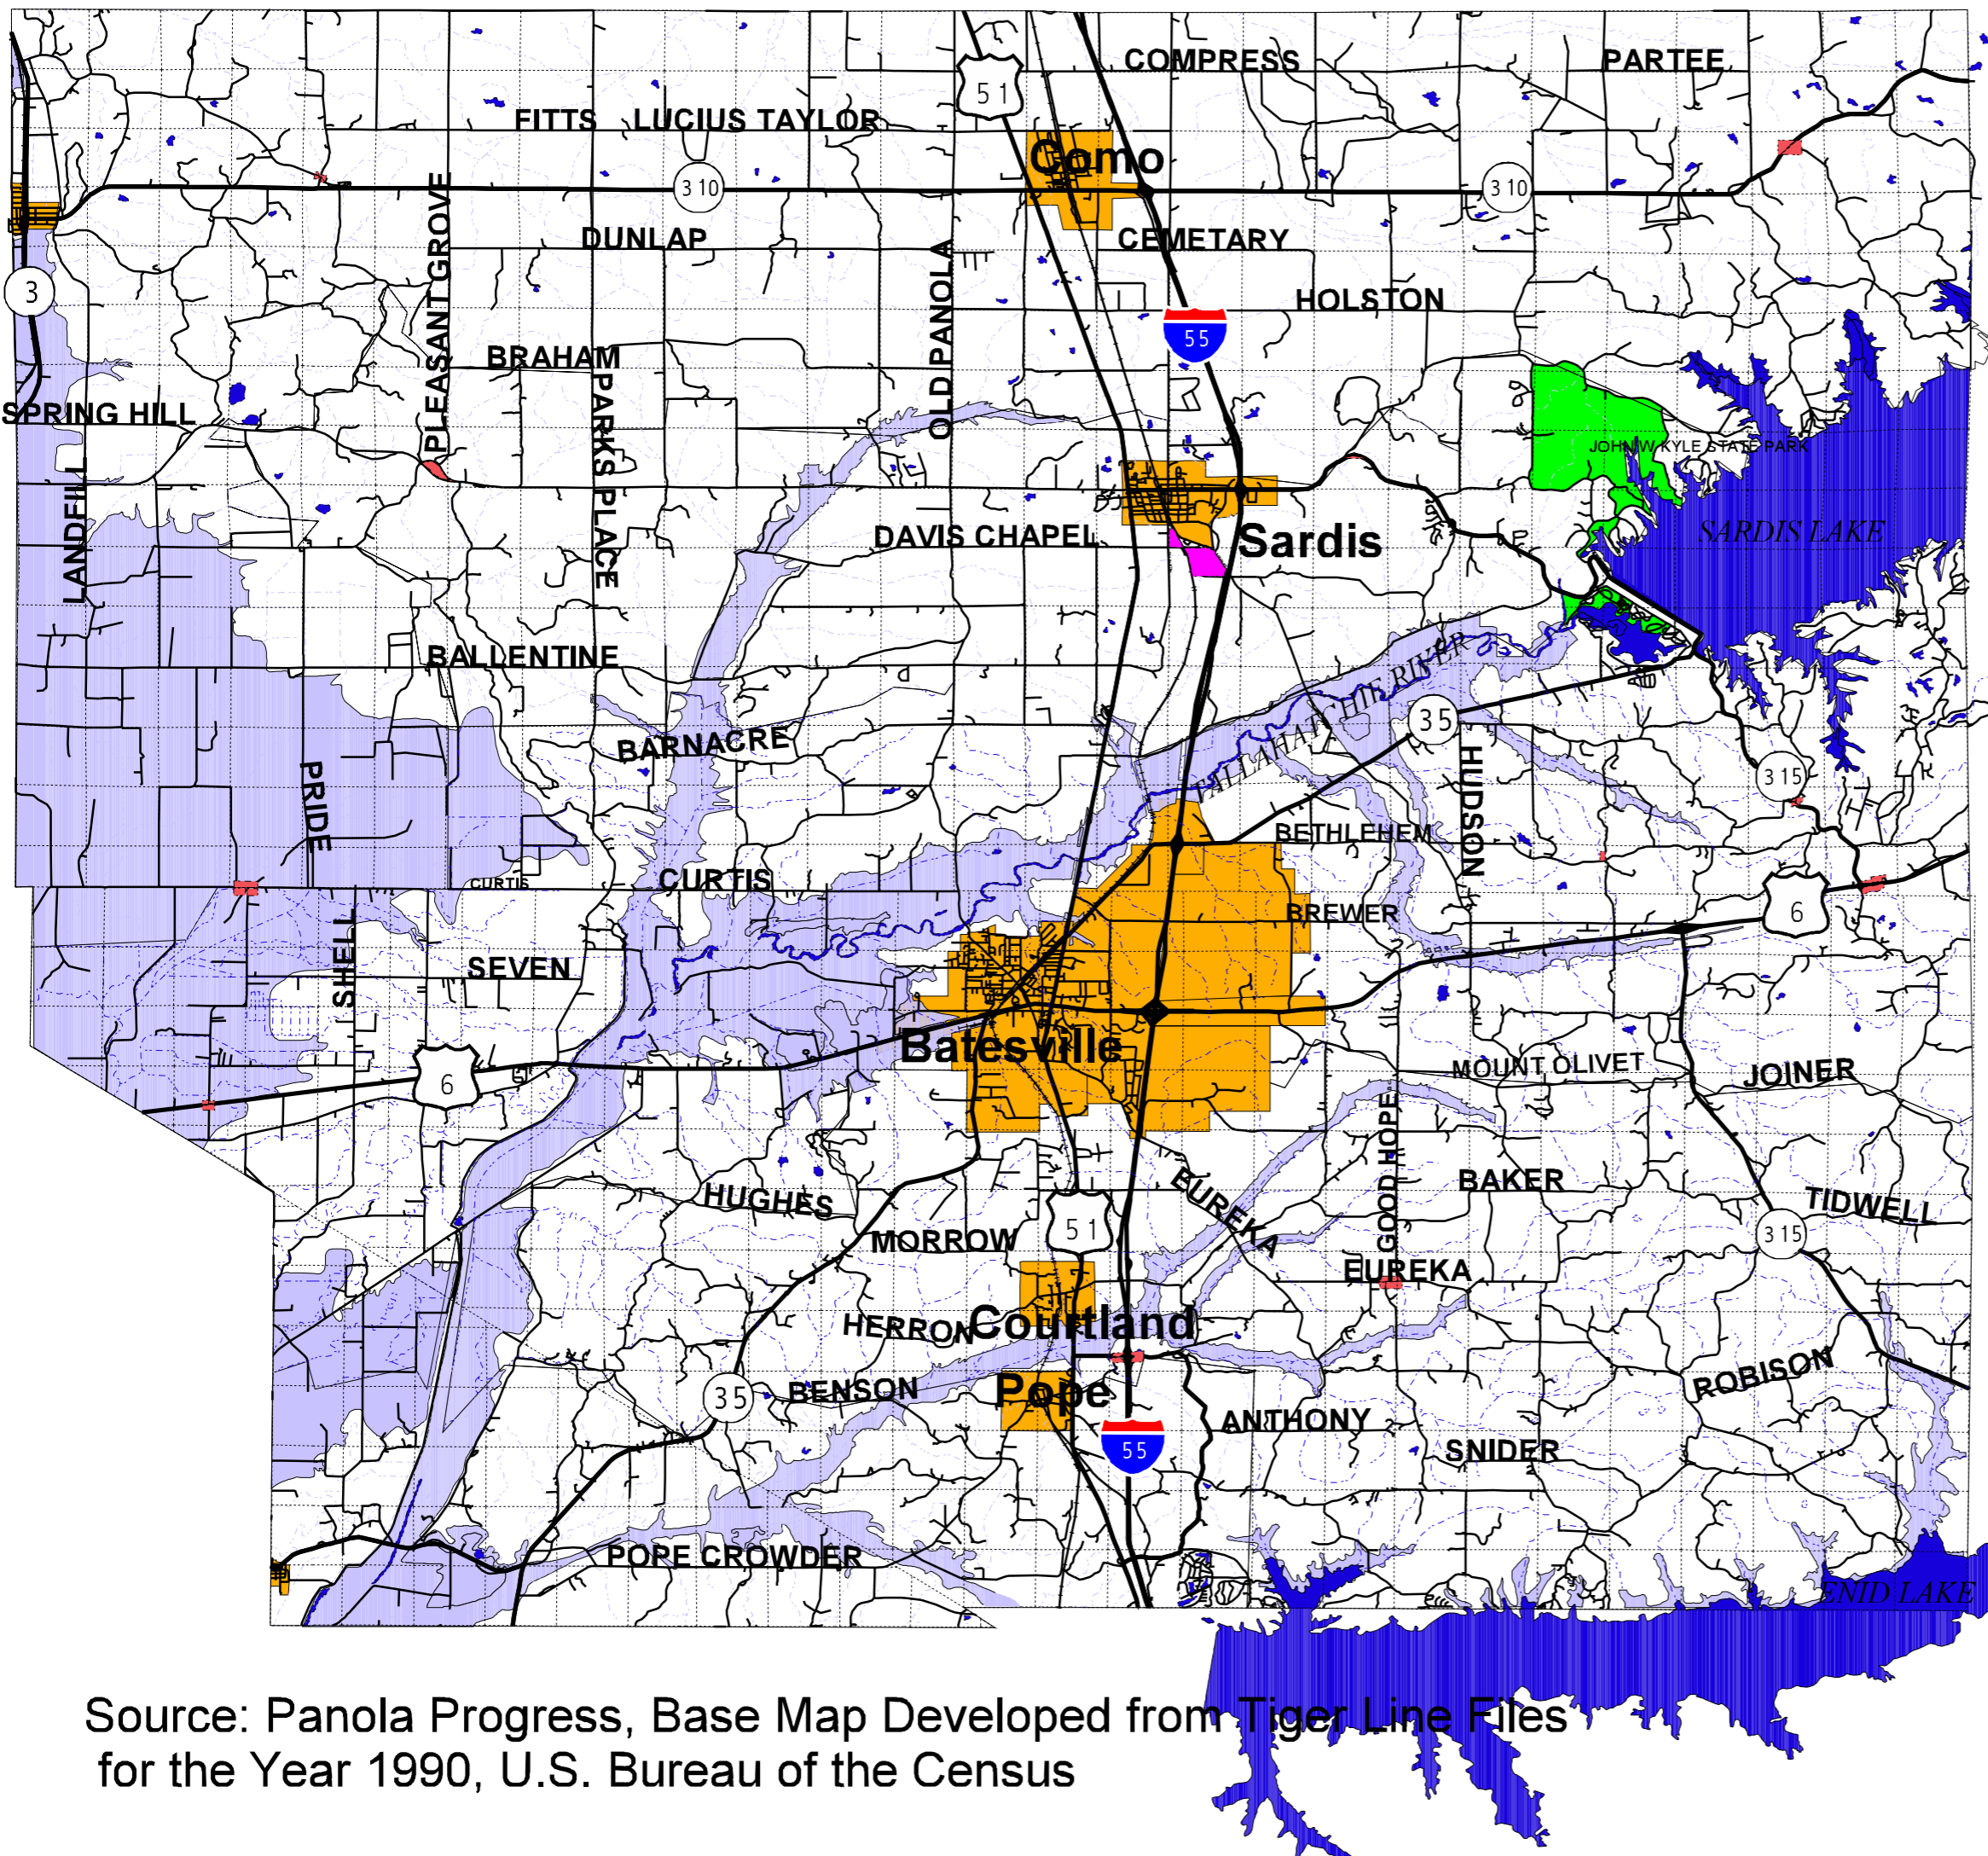 COMPRESS
PARTEE
51
FITTS
LUCIUS TAYLOR
Como
310
310
PLEASANT GROVE
DUNLAP
OLD PANOLA
CEMETARY
3
HOLSTON
55
BRAHAM
PARKS PLACE
SPRING HILL
JOHN W KYLE STATE PARK
LANDFILL
DAVIS CHAPEL
Sardis
SARDIS LAKE
BALLENTINE
TALLAHATCHIE RIVER
35
BARNACRE
HUDSON
315
PRIDE
BETHLEHEM
CURTIS
CURTIS
BREWER
6
SHELL
SEVEN
Batesville
MOUNT OLIVET
JOINER
6
GOOD HOPE
HUGHES
EUREKA
BAKER
TIDWELL
51
MORROW
315
EUREKA
HERRON
Courtland
BENSON
35
Pope
ROBISON
ANTHONY
55
SNIDER
POPE CROWDER
ENID LAKE
Source: Panola Progress, Base Map Developed from Tiger Line Files
for the Year 1990, U.S. Bureau of the Census